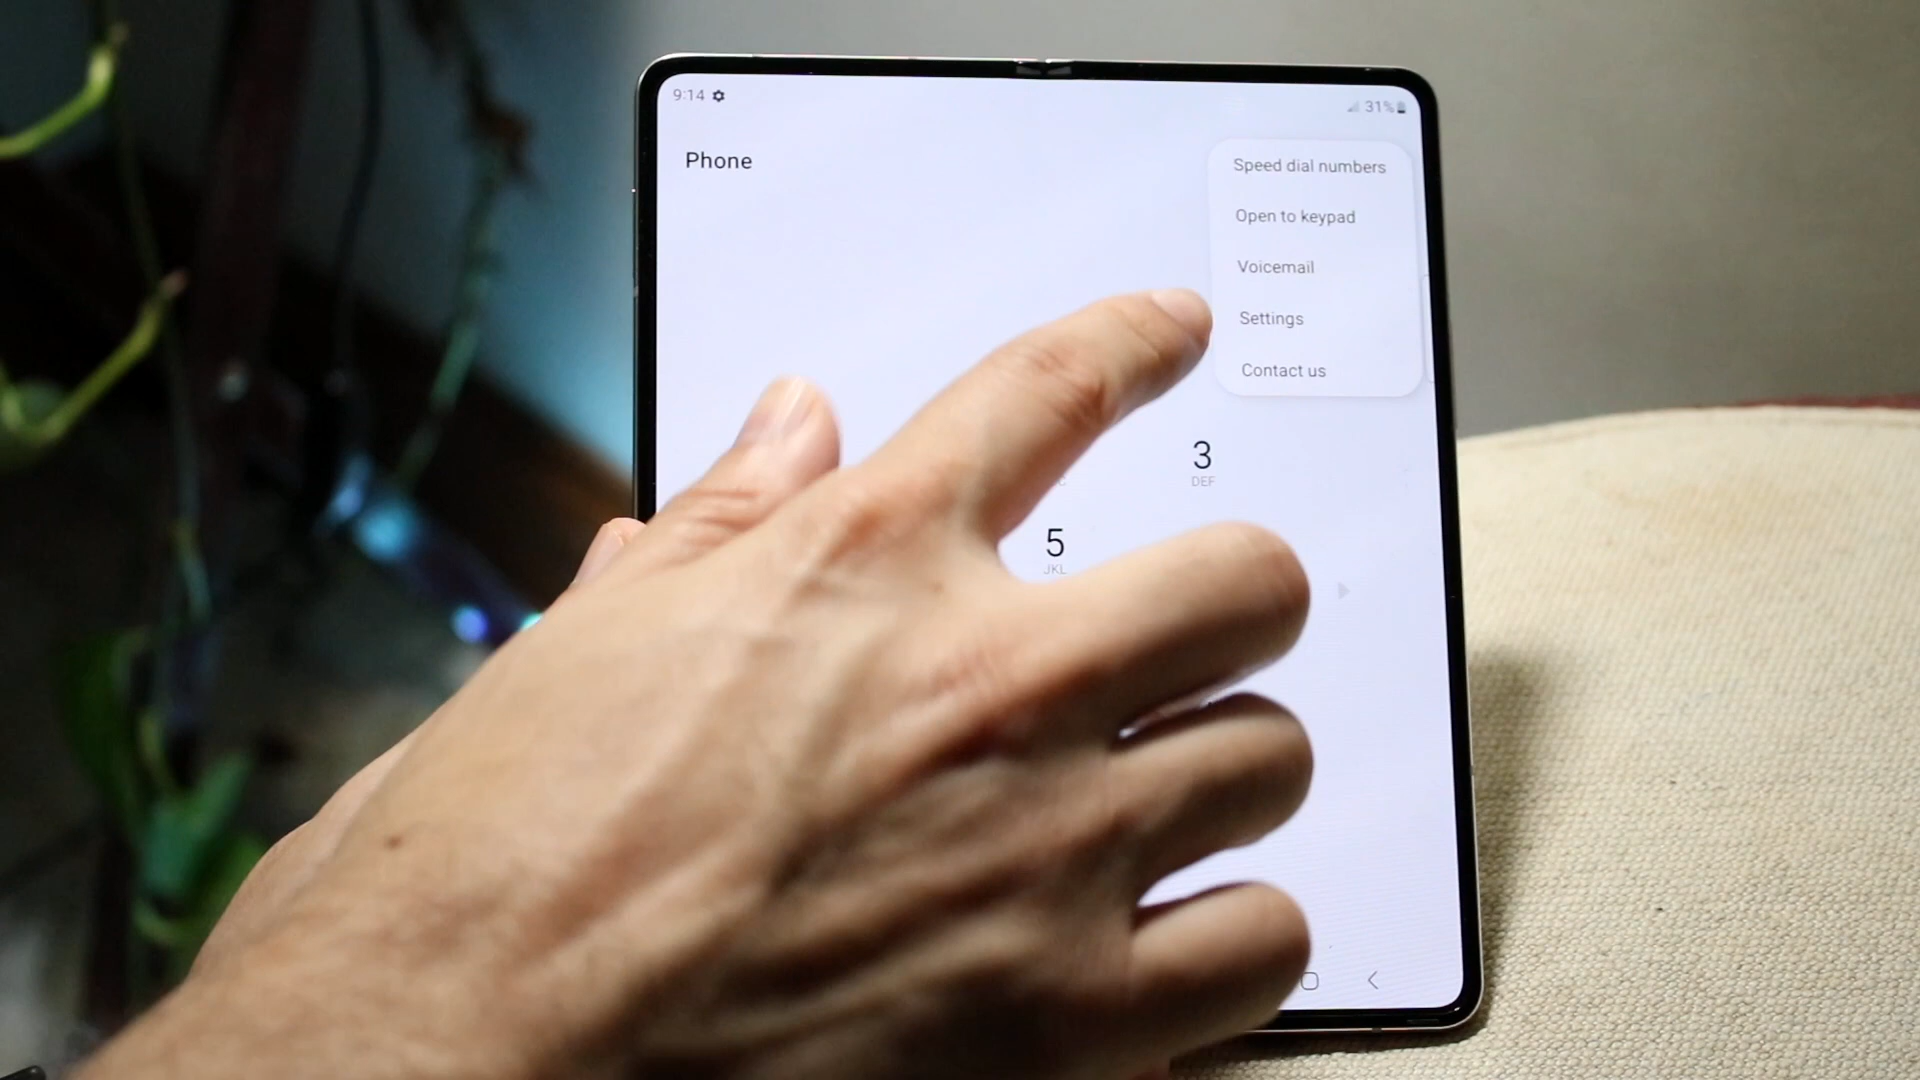 9:14
31%
Phone
Speed dial numbers
Open to keypad
Voicemail
Settings
Contact us
3
DEF
5
JKL